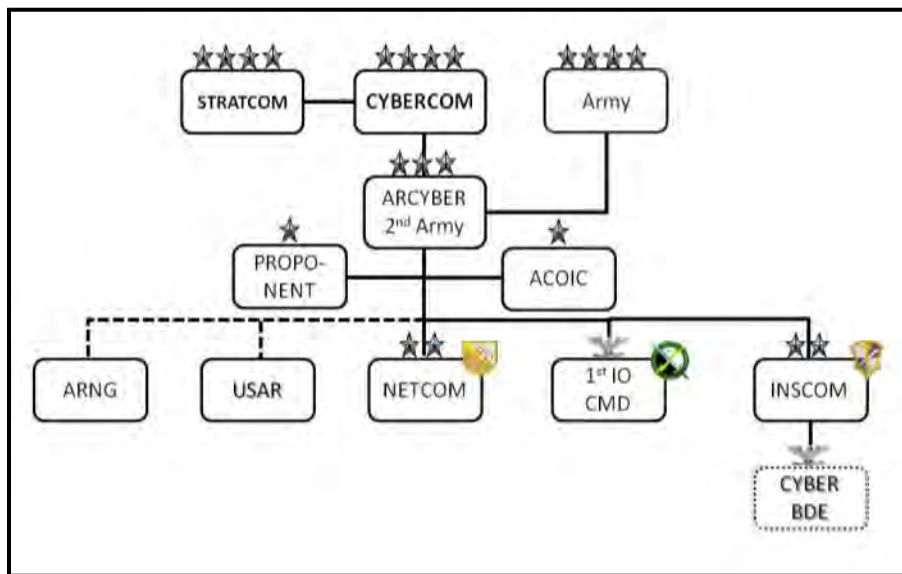 STRATCOM
CYBERCOM
Army
ARCYBER
2nd Army
PROPO-
NENT
ACOIC
ARNG
USAR
NETCOM
1st IO
CMD
INSCOM
CYBER
BDE